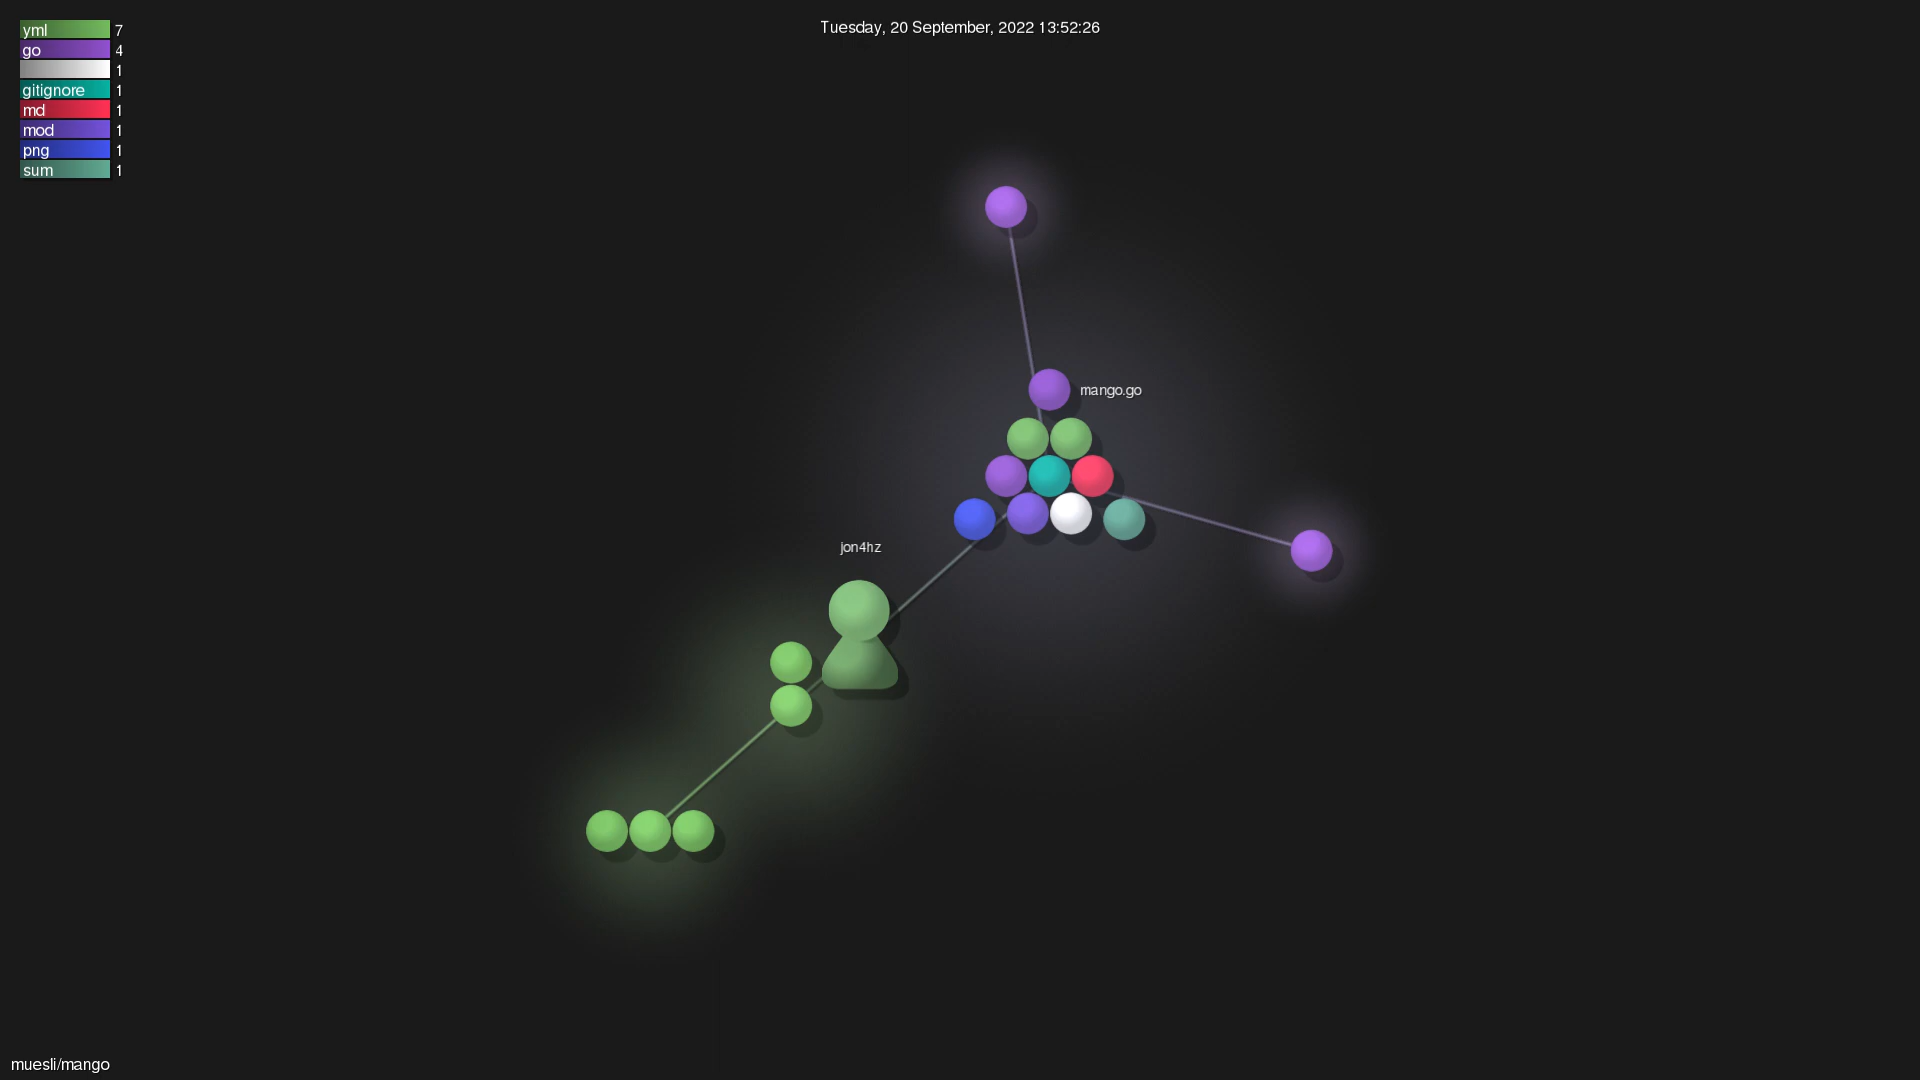 Tuesday, 20 September, 2022 13:52:26
yml 7
go 4
1
gitignore 1
md 1
mod 1
png 1
sum 1
mango.go
jon4hz
muesli/mango